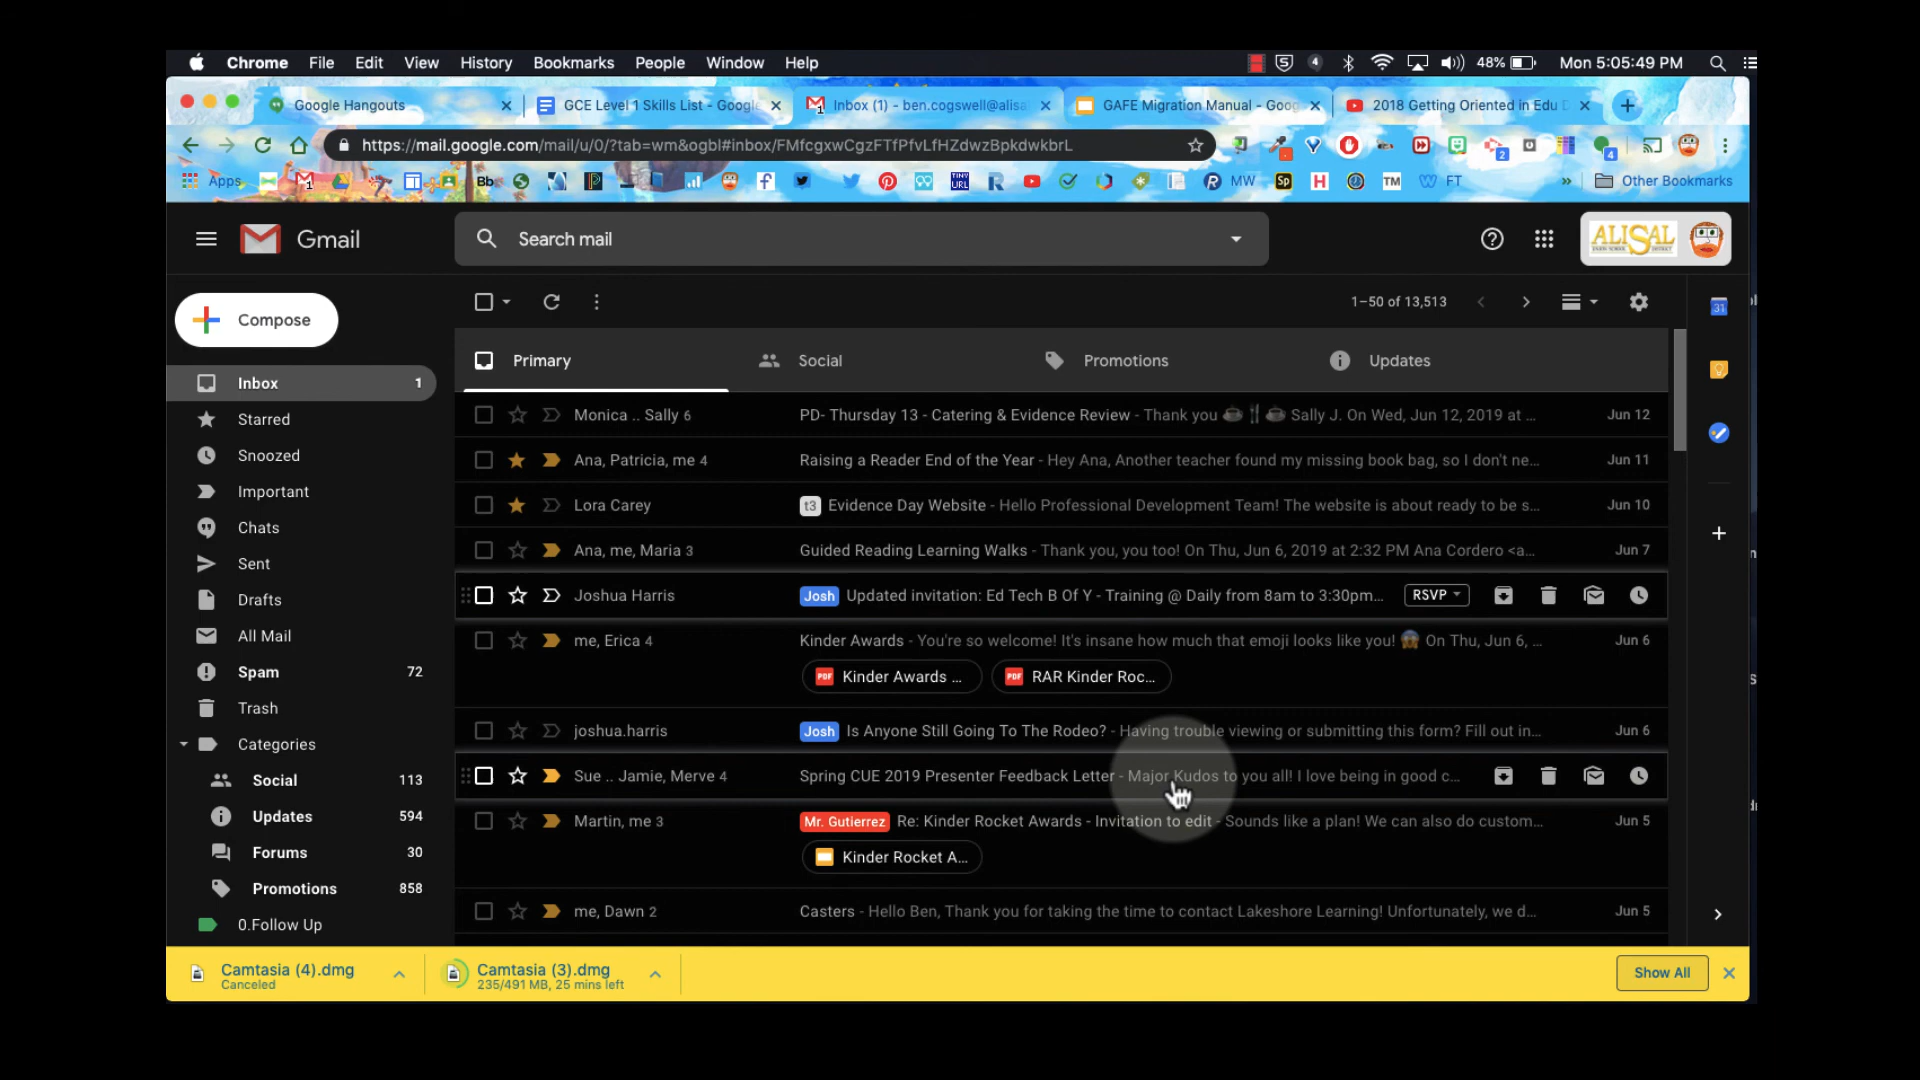 Chrome File Edit View History Bookmarks People Window Help 4 48% Mon 5:05:49 PM
Google Hangouts GCE Level 1 Skills List - Google Inbox (1) - ben.cogswell@alisa GAFE Migration Manual - Goog 2018 Getting Oriented in Edu
https://mail.google.com/mail/u/0/?tab=wm&ogbl#inbox/FMfcgxwCgzFTfPfvLfHZdwzBpkdwkbrL
Apps Bb TINY URL MW Sp H TM FT » Other Bookmarks
Gmail Search mail ALISAL
Compose 1–50 of 13,513
Primary Social Promotions Updates
Inbox 1
Starred
Snoozed
Important
Chats
Sent
Drafts
All Mail
Spam 72
Trash
Categories
Social 113
Updates 594
Forums 30
Promotions 858
0.Follow Up
Monica .. Sally 6 PD- Thursday 13 - Catering & Evidence Review - Thank you ☕🍴☕ Sally J. On Wed, Jun 12, 2019 at ... Jun 12
Ana, Patricia, me 4 Raising a Reader End of the Year - Hey Ana, Another teacher found my missing book bag, so I don't ne... Jun 11
Lora Carey t3 Evidence Day Website - Hello Professional Development Team! The website is about ready to be s... Jun 10
Ana, me, Maria 3 Guided Reading Learning Walks - Thank you, you too! On Thu, Jun 6, 2019 at 2:32 PM Ana Cordero <a... Jun 7
Joshua Harris Josh Updated invitation: Ed Tech B Of Y - Training @ Daily from 8am to 3:30pm... RSVP
me, Erica 4 Kinder Awards - You're so welcome! It's insane how much that emoji looks like you! 😱 On Thu, Jun 6, ... Jun 6
PDF Kinder Awards ... PDF RAR Kinder Roc...
joshua.harris Josh Is Anyone Still Going To The Rodeo? - Having trouble viewing or submitting this form? Fill out in... Jun 6
Sue .. Jamie, Merve 4 Spring CUE 2019 Presenter Feedback Letter - Major Kudos to you all! I love being in good c...
Martin, me 3 Mr. Gutierrez Re: Kinder Rocket Awards - Invitation to edit - Sounds like a plan! We can also do custom... Jun 5
Kinder Rocket A...
me, Dawn 2 Casters - Hello Ben, Thank you for taking the time to contact Lakeshore Learning! Unfortunately, we d... Jun 5
Camtasia (4).dmg Camtasia (3).dmg Show All
Canceled 235/491 MB, 25 mins left